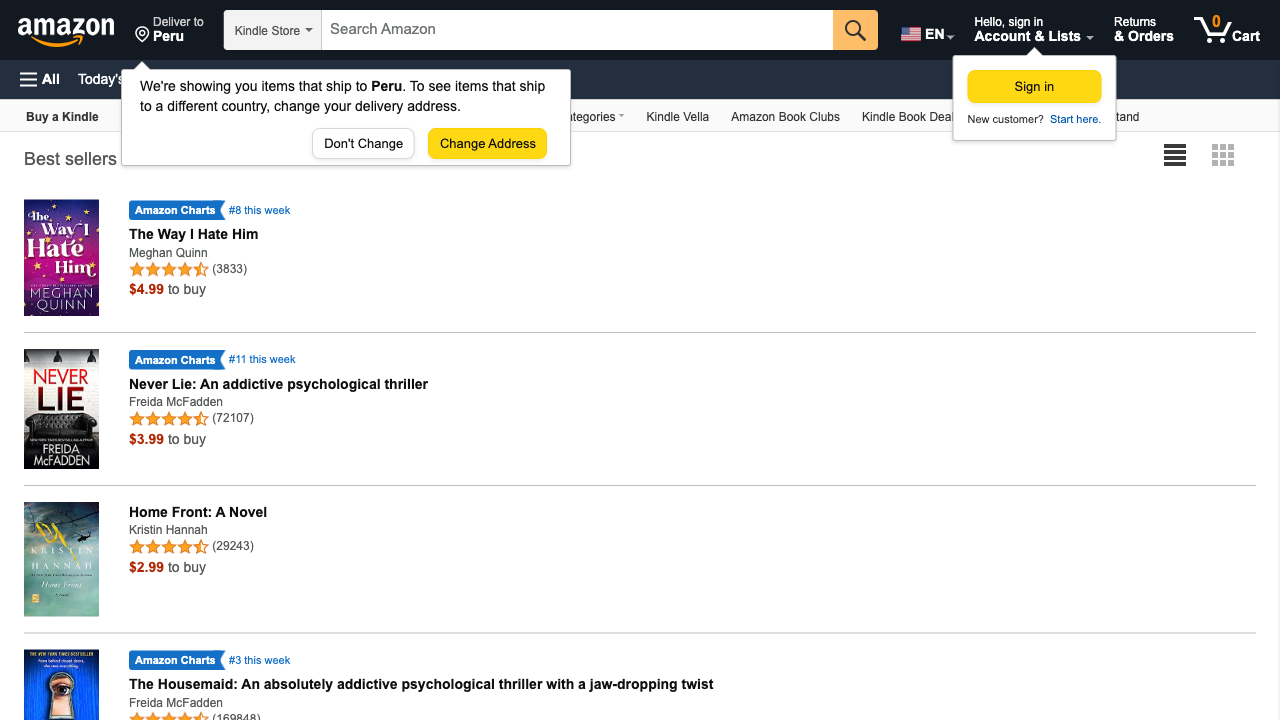 amazon
Deliver to
Peru
Kindle Store
Search Amazon
EN
Hello, sign in
Account & Lists
Returns
& Orders
0
Cart
All
Today's
We're showing you items that ship to Peru. To see items that ship
to a different country, change your delivery address.
Don't Change
Change Address
Sign in
New customer? Start here.
Buy a Kindle
ategories
Kindle Vella
Amazon Book Clubs
Kindle Book Deal
tand
Best sellers
The
Way I
Hate
Him
MEGHAN
QUINN
Amazon Charts #8 this week
The Way I Hate Him
Meghan Quinn
(3833)
$4.99 to buy
NEVER
LIE
FREIDA
McFADDEN
Amazon Charts #11 this week
Never Lie: An addictive psychological thriller
Freida McFadden
(72107)
$3.99 to buy
KRISTIN
HANNAH
Home Front
Home Front: A Novel
Kristin Hannah
(29243)
$2.99 to buy
THE NEW YORK TIMES BESTSELLER
Amazon Charts #3 this week
The Housemaid: An absolutely addictive psychological thriller with a jaw-dropping twist
Freida McFadden
(169848)